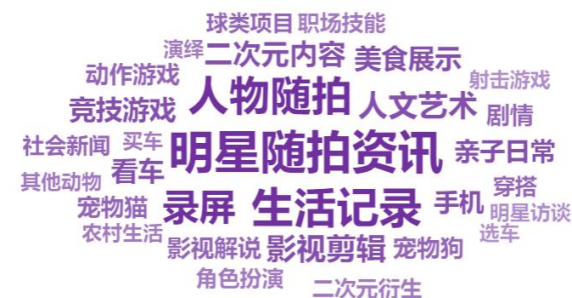 球类项目 职场技能
演绎 二次元内容 美食展示
动作游戏 射击游戏
竞技游戏 人物随拍 人文艺术 剧情
社会新闻 买车 明星随拍资讯 亲子日常
其他动物 看车 穿搭
宠物猫 录屏 生活记录 手机 明星访谈
农村生活 影视解说 影视剪辑 宠物狗 选车
角色扮演 二次元衍生